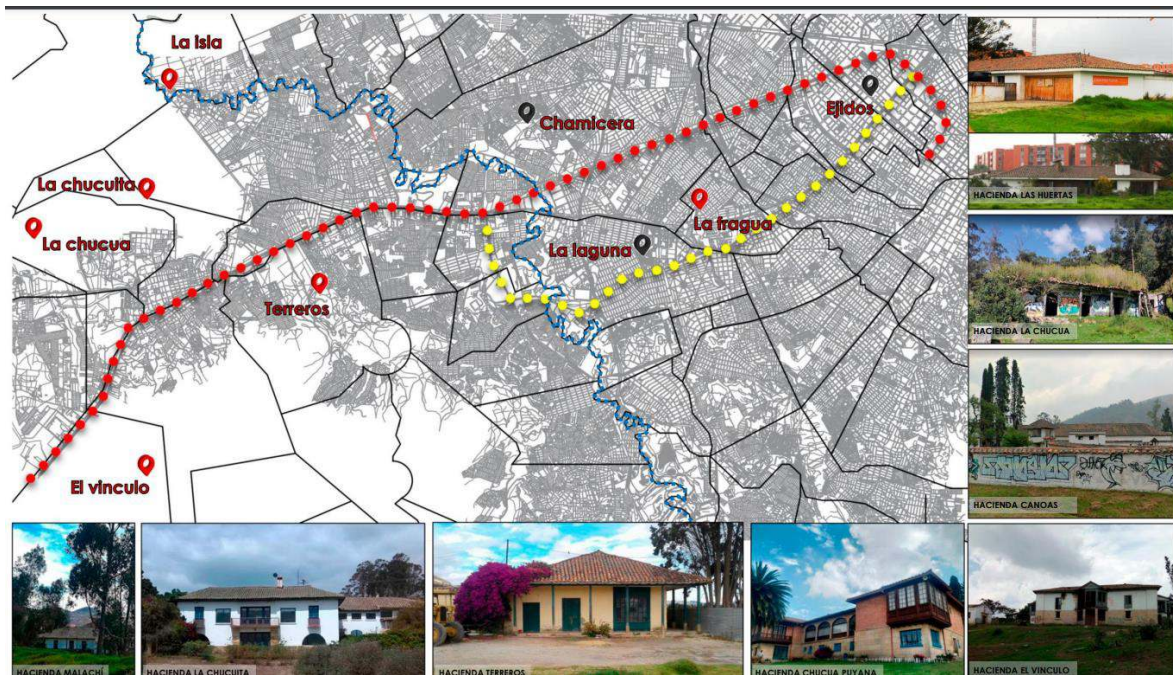 La isla
Chamicera
Ejidos
La chucuita
La chucua
La fragua
La laguna
Terreros
El vinculo
HACIENDA LAS HUERTAS
HACIENDA LA CHUCUA
HACIENDA CANOAS
HACIENDA MALACHÍ
HACIENDA LA CHUCUITA
HACIENDA TERREROS
HACIENDA CHUCUA PUYANA
HACIENDA EL VINCULO